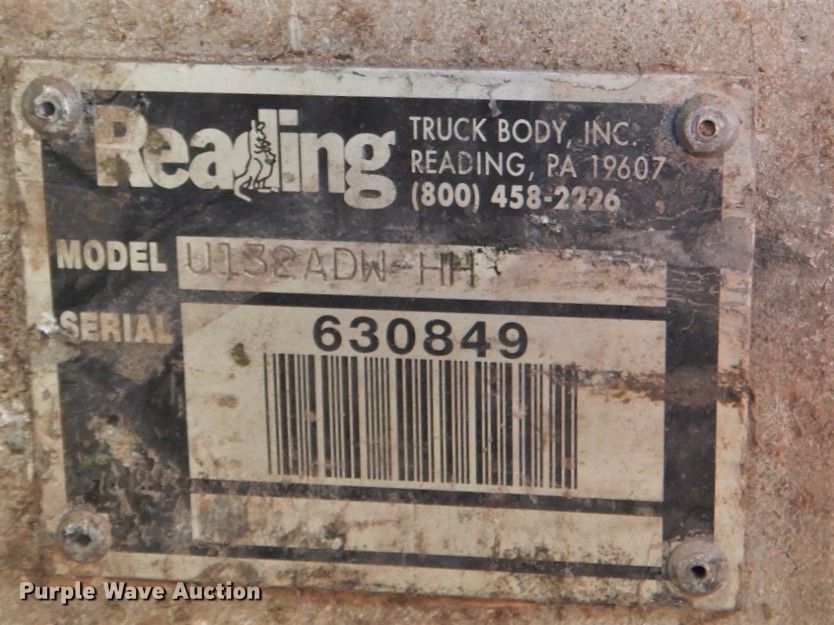 Reading
TRUCK BODY, INC.
READING, PA 19607
(800) 458-2226
MODEL U132ADW-HH
SERIAL 630849
Purple Wave Auction